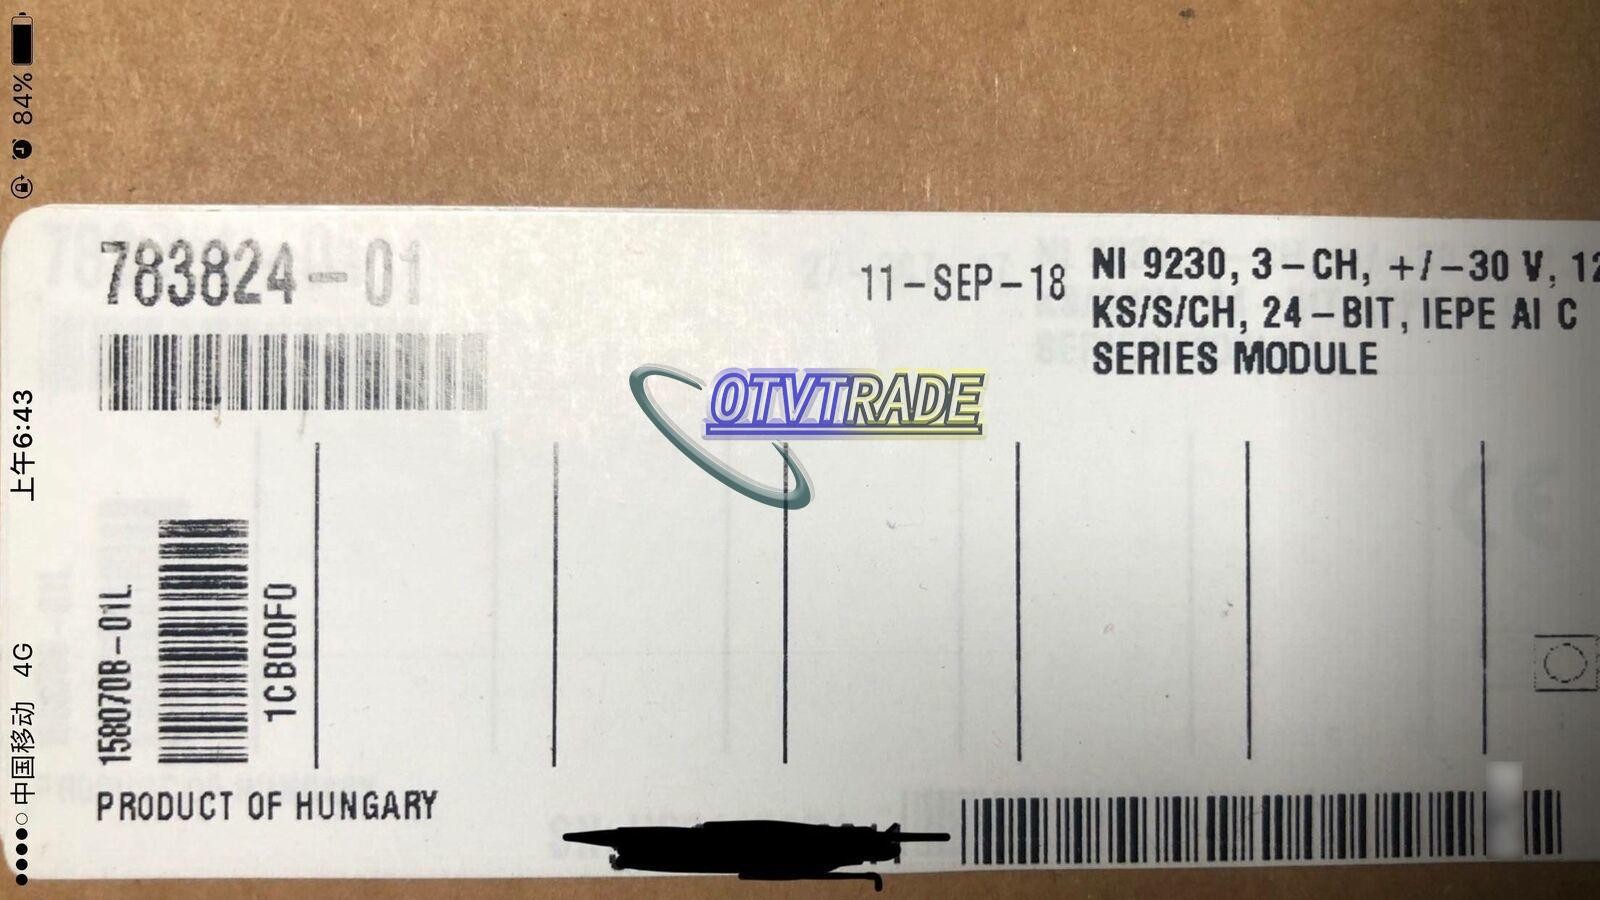 783824-01
11-SEP-18
NI 9230, 3-CH, +/-30 V, 12
KS/S/CH, 24-BIT, IEPE AI C
SERIES MODULE
OTVTRADE
158070B-01L
1CB00F0
PRODUCT OF HUNGARY
中国移动 4G
上午6:43
84%